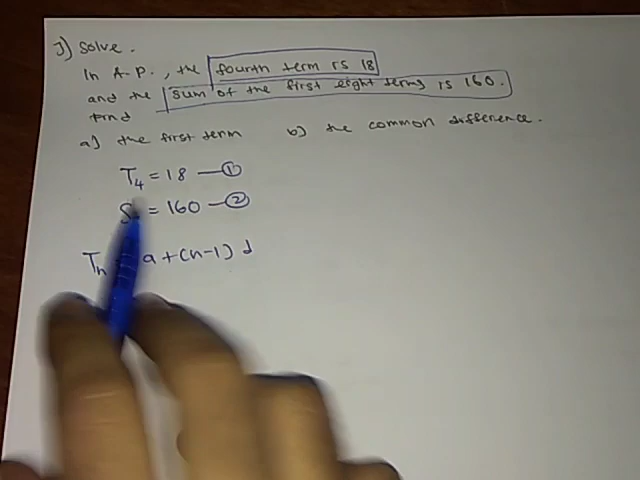 J) Solve.
In A.P., the fourth term is 18
and the sum of the first eight terms is 160.
Find
a) the first term b) the common difference.
T4 = 18 — ①
= 160 — ②
Tn a + (n-1) d